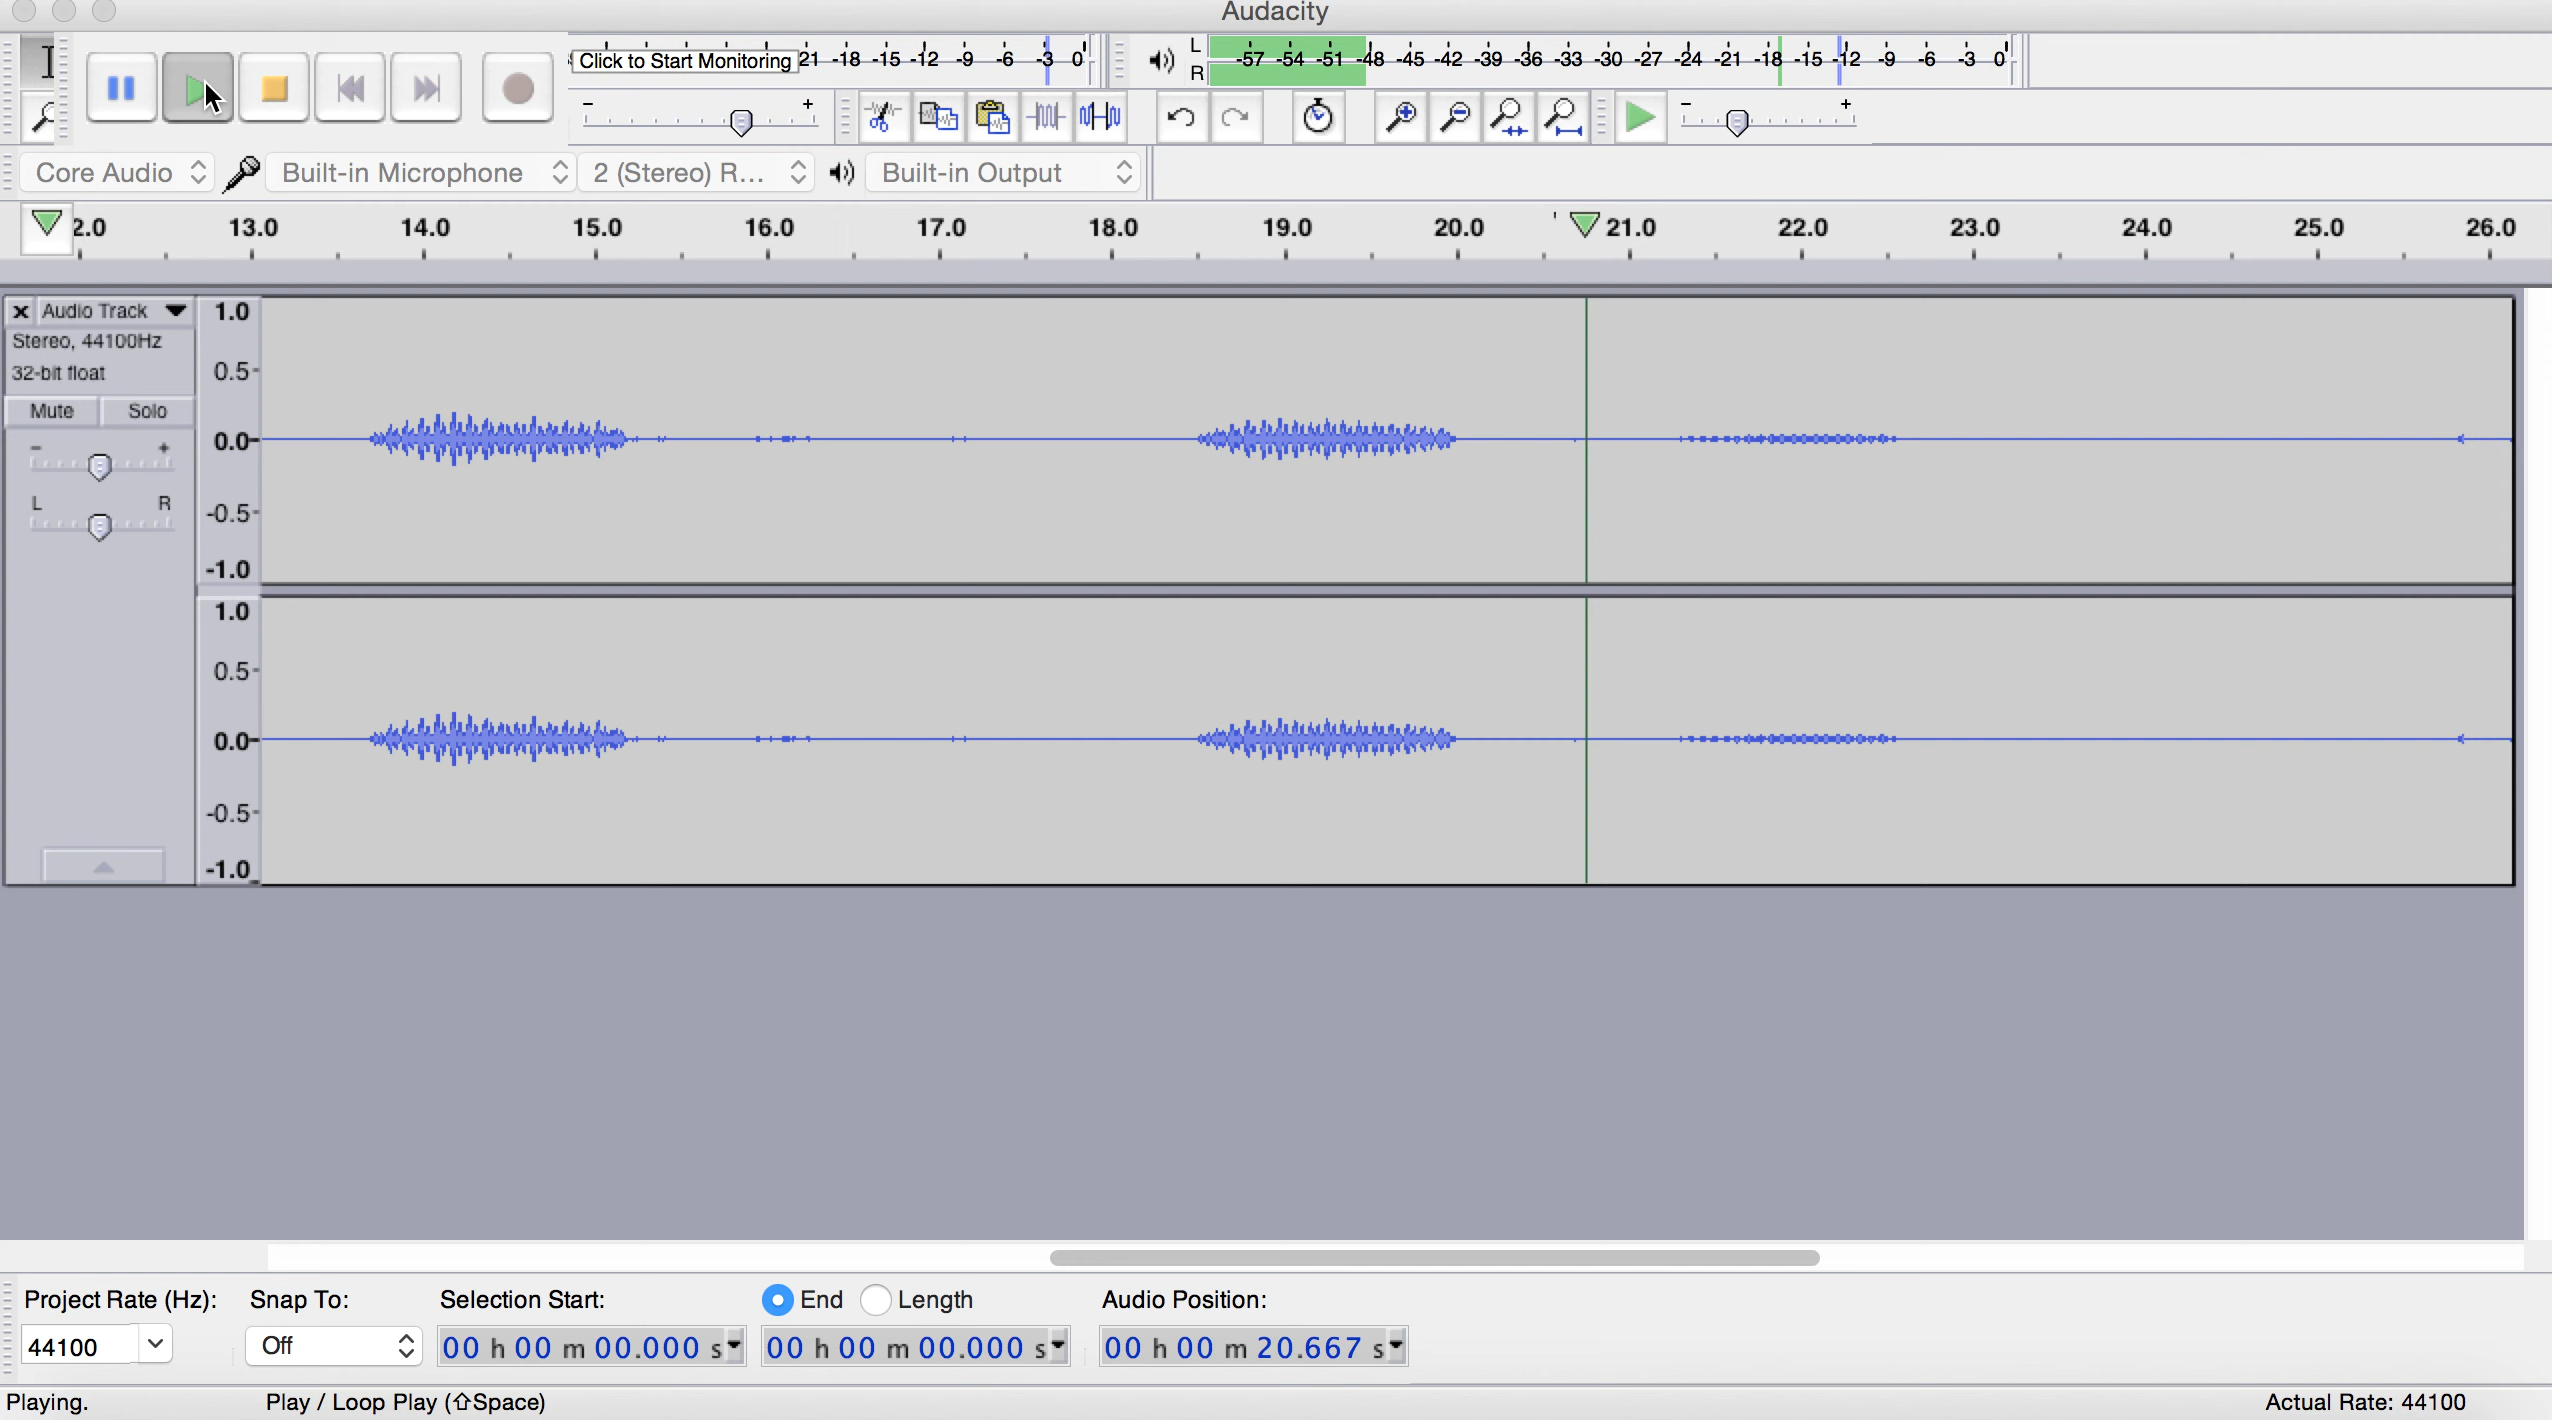 Audacity
Click to Start Monitoring 21 -18 -15 -12 -9 -6 -3 0
L
R
-57 -54 -51 -48 -45 -42 -39 -36 -33 -30 -27 -24 -21 -18 -15 -12 -9 -6 -3 0
- +
- +
Core Audio Built-in Microphone 2 (Stereo) R... Built-in Output
2.0 13.0 14.0 15.0 16.0 17.0 18.0 19.0 20.0 21.0 22.0 23.0 24.0 25.0 26.0
x Audio Track
Stereo, 44100Hz
32-bit float
Mute Solo
- +
L R
1.0
0.5-
0.0-
-0.5-
-1.0
1.0
0.5-
0.0-
-0.5-
-1.0
Project Rate (Hz): Snap To: Selection Start: End Length Audio Position:
44100 Off 00 h 00 m 00.000 s 00 h 00 m 00.000 s 00 h 00 m 20.667 s
Playing. Play / Loop Play (⇧Space) Actual Rate: 44100